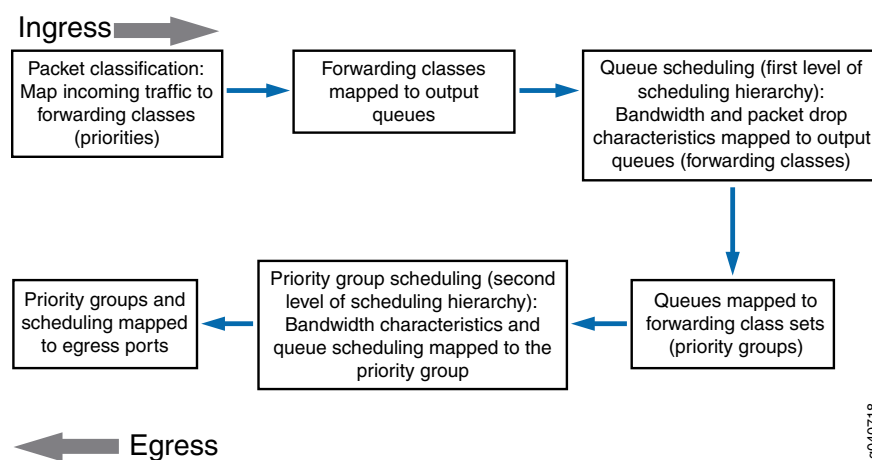 Ingress
Packet classification:
Map incoming traffic to
forwarding classes
(priorities)
Forwarding classes
mapped to output
queues
Queue scheduling (first level of
scheduling hierarchy):
Bandwidth and packet drop
characteristics mapped to output
queues (forwarding classes)
Queues mapped to
forwarding class sets
(priority groups)
Priority group scheduling (second
level of scheduling hierarchy):
Bandwidth characteristics and
queue scheduling mapped to the
priority group
Priority groups and
scheduling mapped
to egress ports
Egress
g040718